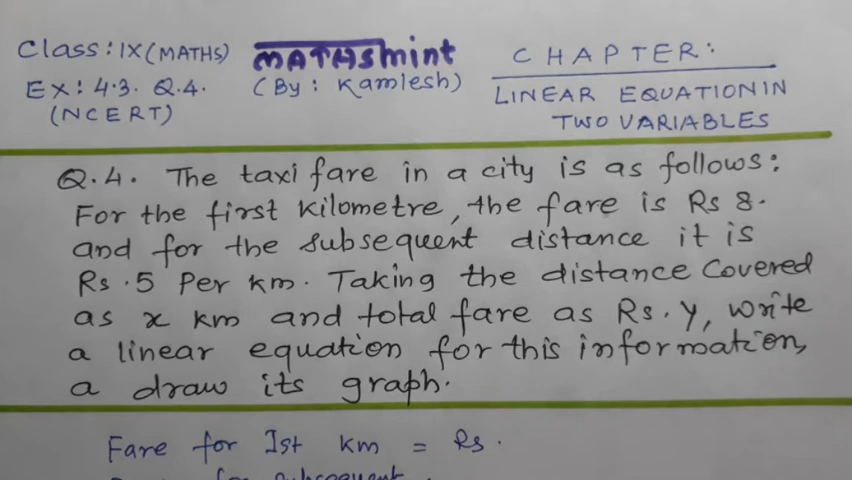 Class: IX (MATHS)
MATHSmint
CHAPTER:
EX: 4.3. Q.4.
(By: Kamlesh)
LINEAR EQUATION IN
(NCERT)
TWO VARIABLES
Q.4. The taxi fare in a city is as follows:
For the first kilometre, the fare is Rs 8.
and for the subsequent distance it is
Rs.5 Per km. Taking the distance Covered
as x km and total fare as Rs. y, write
a linear equation for this information,
a draw its graph.
Fare for Ist km = Rs.
for subsequent